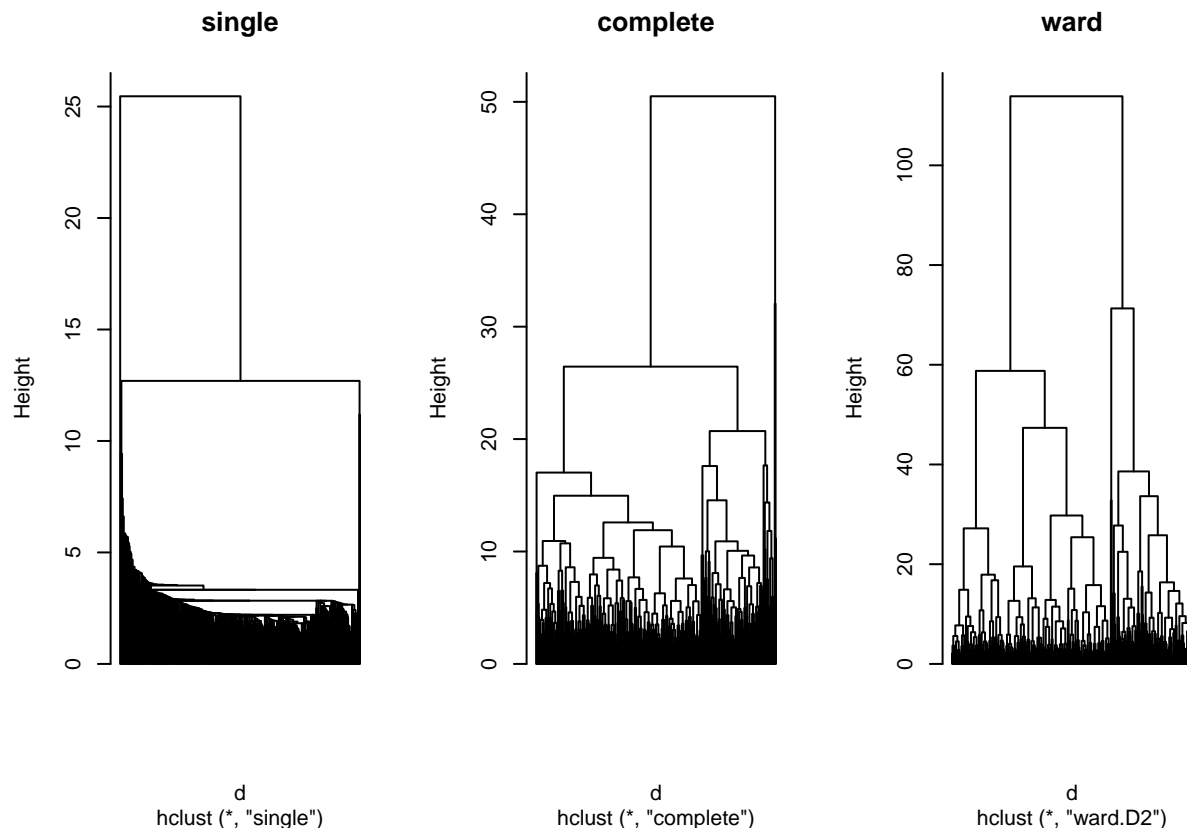 single
Height
0
5
10
15
20
25
d
hclust (*, "single")
complete
Height
0
10
20
30
40
50
d
hclust (*, "complete")
ward
Height
0
20
40
60
80
100
d
hclust (*, "ward.D2")